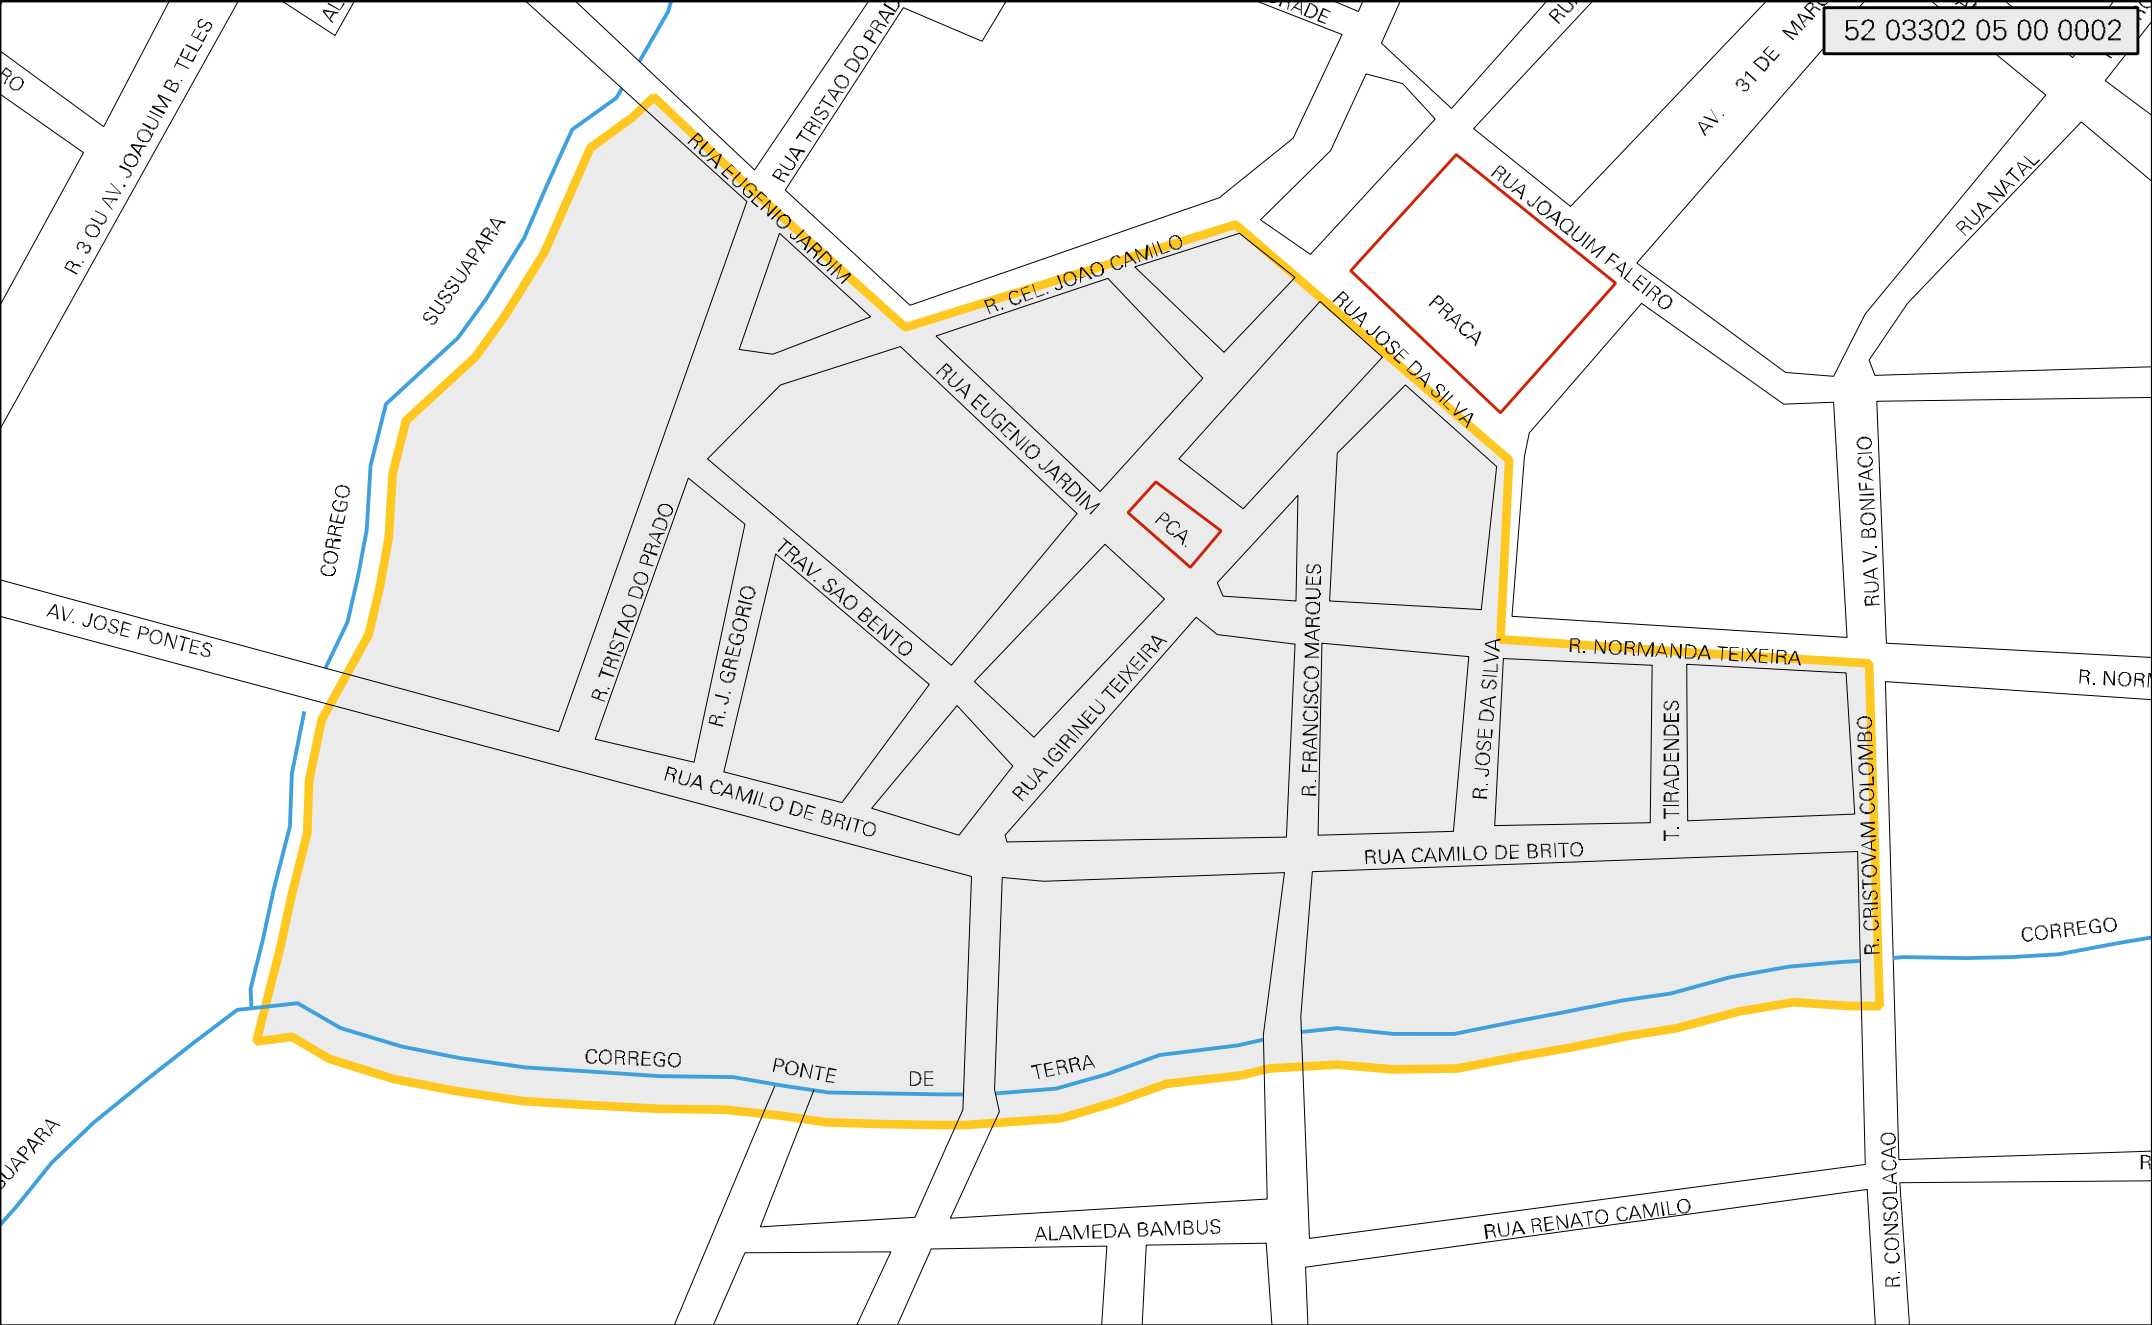 52 03302 05 00 0002
R. 3 OU AV. JOAQUIM B. TELES
RUA TRISTAO DO PRAD
AV. 31 DE MARC
RUA EUGENIO JARDIM
RUA JOAQUIM FALEIRO
RUA NATAL
SUSSUAPARA
R. CEL. JOAO CAMILO
PRACA
RUA JOSE DA SILVA
RUA EUGENIO JARDIM
CORREGO
PCA.
RUA V. BONIFACIO
R. TRISTAO DO PRADO
TRAV. SAO BENTO
R. J. GREGORIO
AV. JOSE PONTES
R. FRANCISCO MARQUES
RUA IGIRINEU TEIXEIRA
R. NORMANDA TEIXEIRA
R. NORM
R. JOSE DA SILVA
T. TIRADENDES
R. CRISTOVAM COLOMBO
RUA CAMILO DE BRITO
RUA CAMILO DE BRITO
CORREGO
CORREGO PONTE DE TERRA
GUAPARA
R. CONSOLACAO
ALAMEDA BAMBUS
RUA RENATO CAMILO